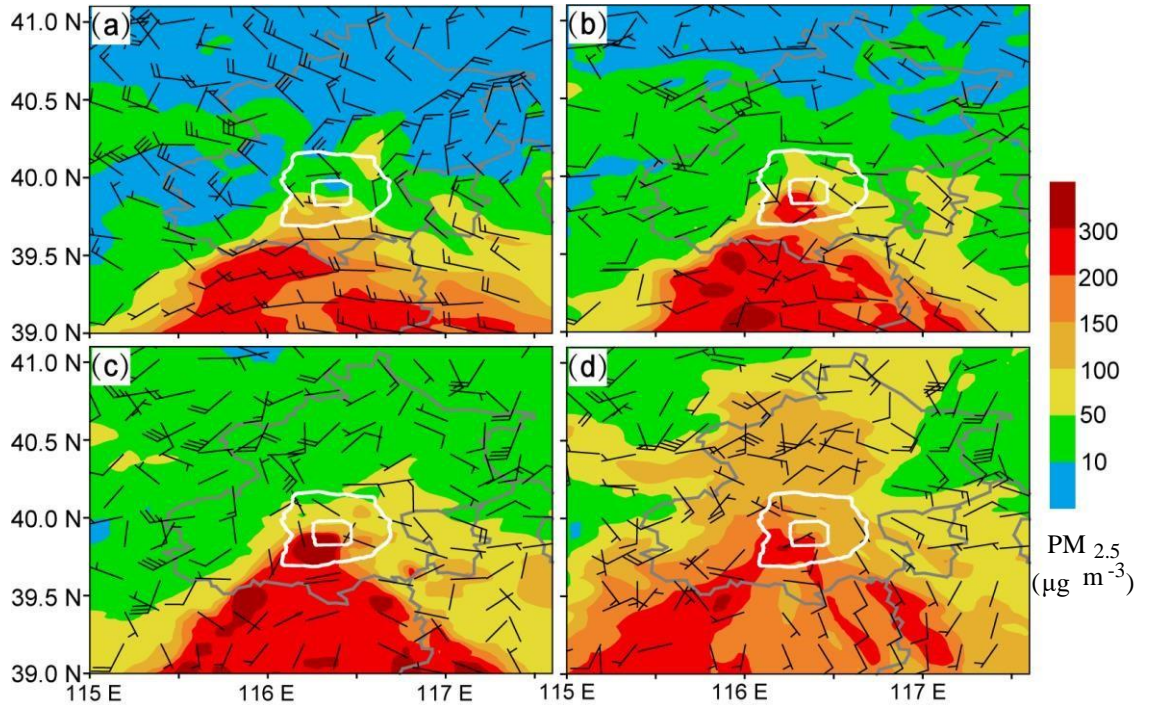 (a)
(b)
41.0 N
40.5 N
40.0 N
39.5 N
39.0 N
(c)
(d)
41.0 N
40.5 N
40.0 N
39.5 N
39.0 N
115 E
116 E
117 E
115 E
116 E
117 E
300
200
150
100
50
10
PM 2.5
(μg m-3)